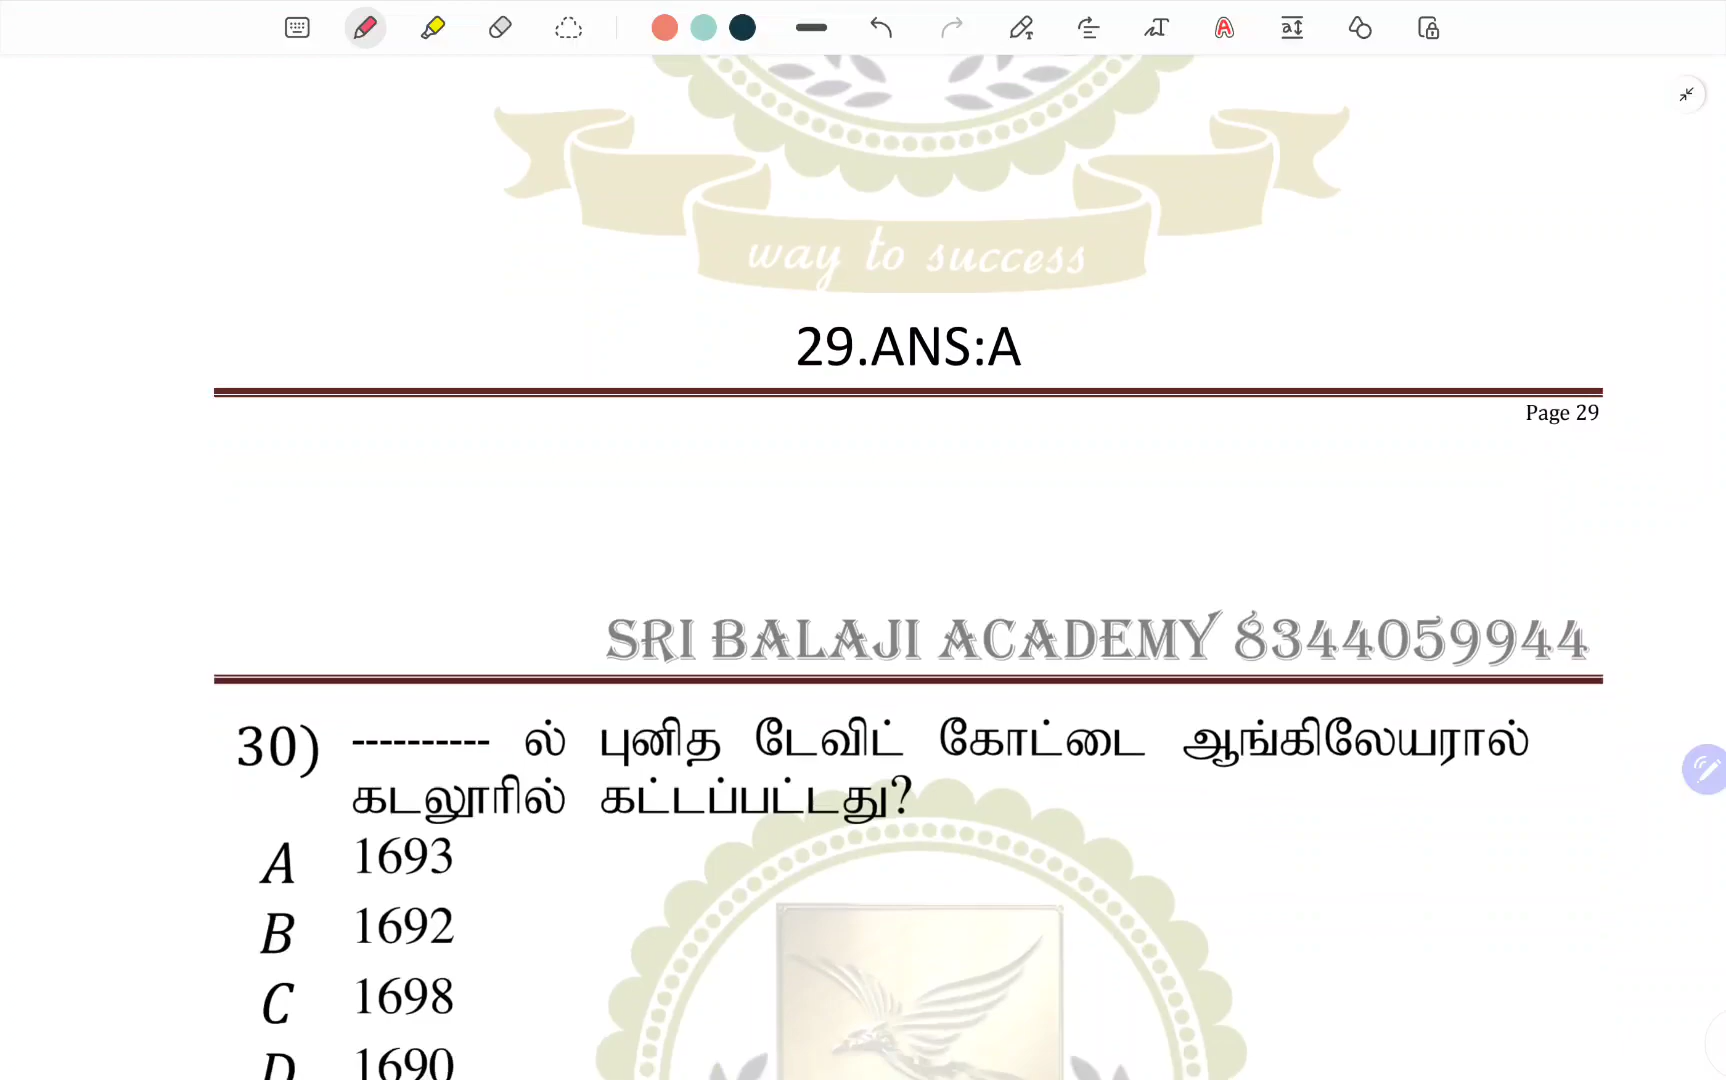 way to success
29.ANS:A
Page 29
SRI BALAJI ACADEMY 8344059944
30) ---------- ல் புனித டேவிட் கோட்டை ஆங்கிலேயரால்
கடலூரில் கட்டப்பட்டது?
A 1693
B 1692
C 1698
D 1690